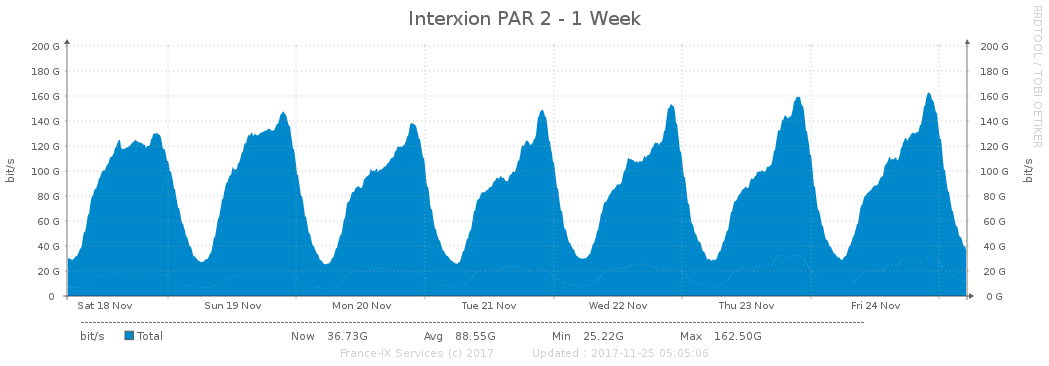 Interxion PAR 2 - 1 Week
RRDTOOL / TOBI OETIKER
200 G 200 G
180 G 180 G
160 G 160 G
140 G 140 G
120 G 120 G
100 G 100 G
80 G 80 G
60 G 60 G
40 G 40 G
20 G 20 G
0 0 G
bit/s
bit/s
Sat 18 Nov Sun 19 Nov Mon 20 Nov Tue 21 Nov Wed 22 Nov Thu 23 Nov Fri 24 Nov
bit/s Total Now 36.73G Avg 88.55G Min 25.22G Max 162.50G
France-IX Services (c) 2017 Updated : 2017-11-25 05:05:06